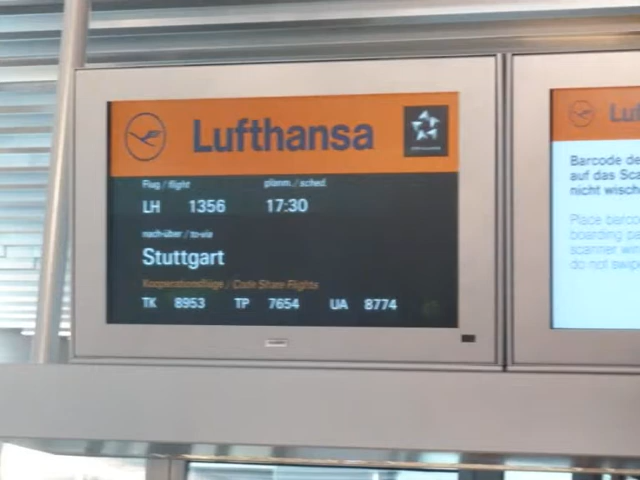 Lufthansa
Flug / flight planm. / sched.
LH 1356 17:30
nach-über / to-via
Stuttgart
Kooperationsflüge / Code Share Flights
TK 8953 TP 7654 UA 8774
Luf
Barcode de
auf das Sca
nicht wisch
Place barco
boarding pa
scanner wi
do not swip